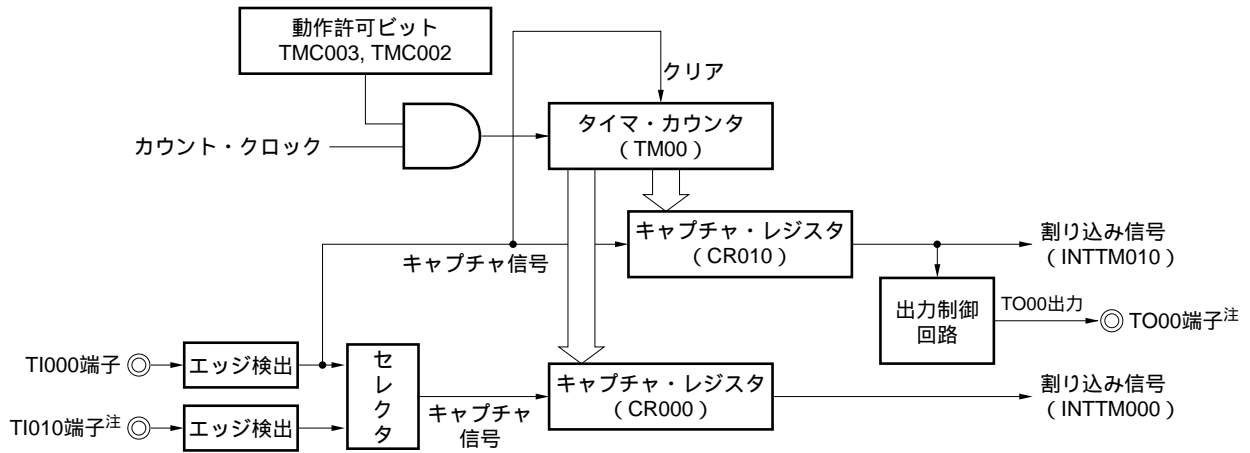 動作許可ビット
TMC003, TMC002
クリア
カウント・クロック
タイマ・カウンタ
（TM00）
キャプチャ信号
キャプチャ・レジスタ
（CR010）
割り込み信号
（INTTM010）
出力制御
回路
TO00出力
TO00端子注
TI000端子
エッジ検出
セレクタ
キャプチャ
信号
キャプチャ・レジスタ
（CR000）
割り込み信号
（INTTM000）
TI010端子注
エッジ検出